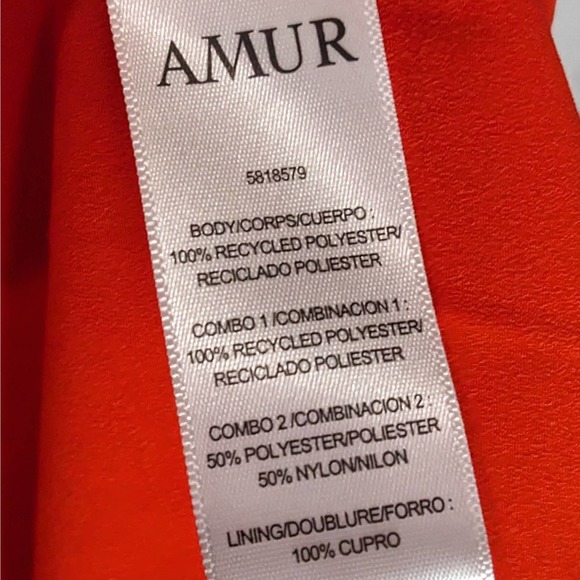 AMUR
5818579
BODY/CORPS/CUERPO :
100% RECYCLED POLYESTER/
RECICLADO POLIESTER
COMBO 1 /COMBINACION 1 :
100% RECYCLED POLYESTER/
RECICLADO POLIESTER
COMBO 2 /COMBINACION 2 :
50% POLYESTER/POLIESTER
50% NYLON/NILON
LINING/DOUBLURE/FORRO :
100% CUPRO